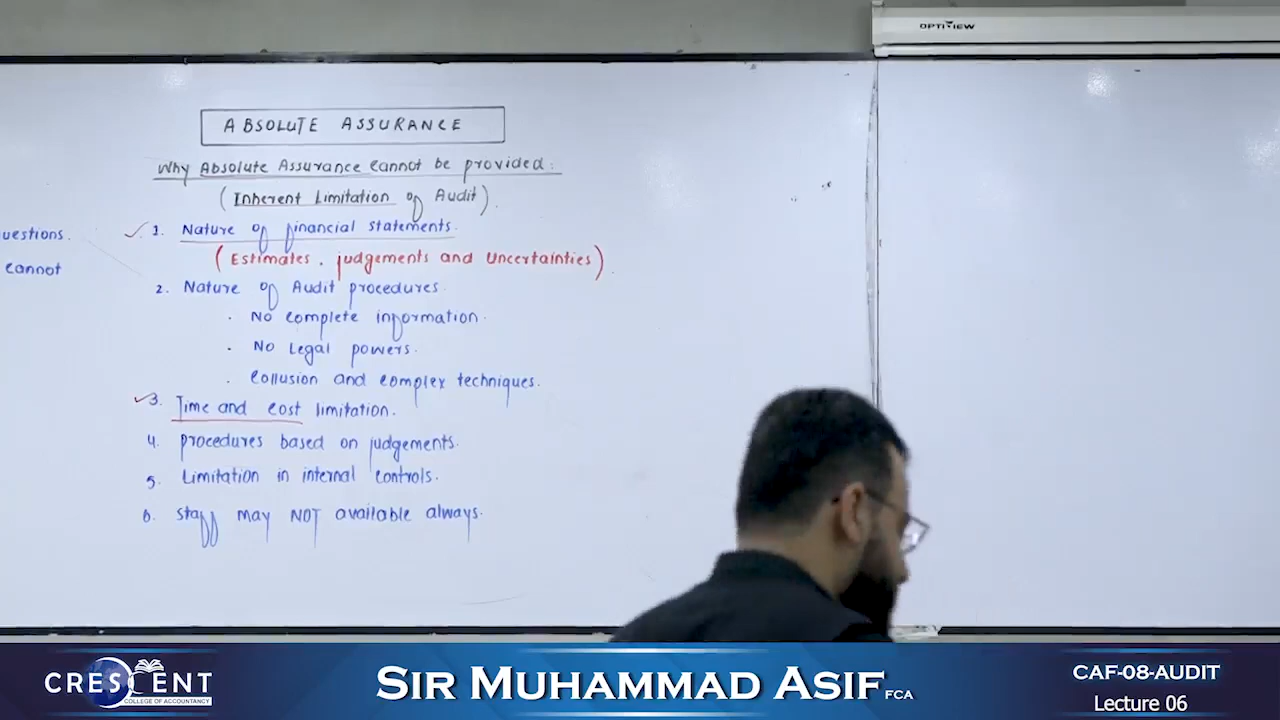 OPTIVIEW
ABSOLUTE ASSURANCE
Why Absolute Assurance cannot be provided:
(Inherent Limitation of Audit).
uestions.
cannot
1. Nature of financial statements.
(Estimates, judgements and Uncertainties).
2. Nature of Audit procedures.
. No complete information.
. No Legal powers.
. Collusion and complex techniques.
3. Time and cost limitation.
4. procedures based on judgements.
5. Limitation in internal controls.
6. Staff may NOT available always.
CRESCENT
COLLEGE OF ACCOUNTANCY
SIR MUHAMMAD ASIF FCA
CAF-08-AUDIT
Lecture 06